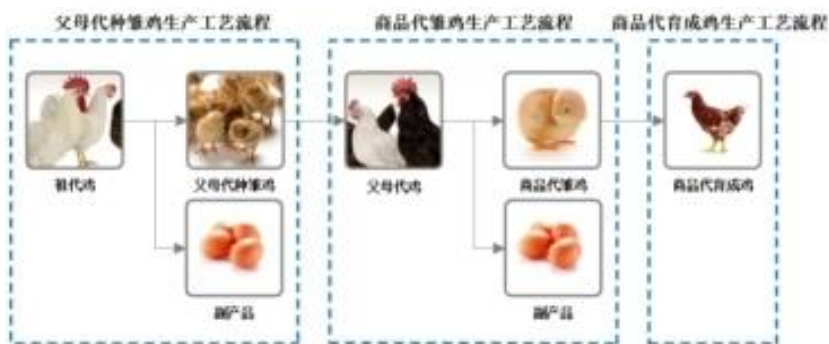 父母代种雏鸡生产工艺流程
商品代雏鸡生产工艺流程
商品代育成鸡生产工艺流程
祖代鸡
父母代种雏鸡
父母代鸡
商品代雏鸡
商品代育成鸡
副产品
副产品